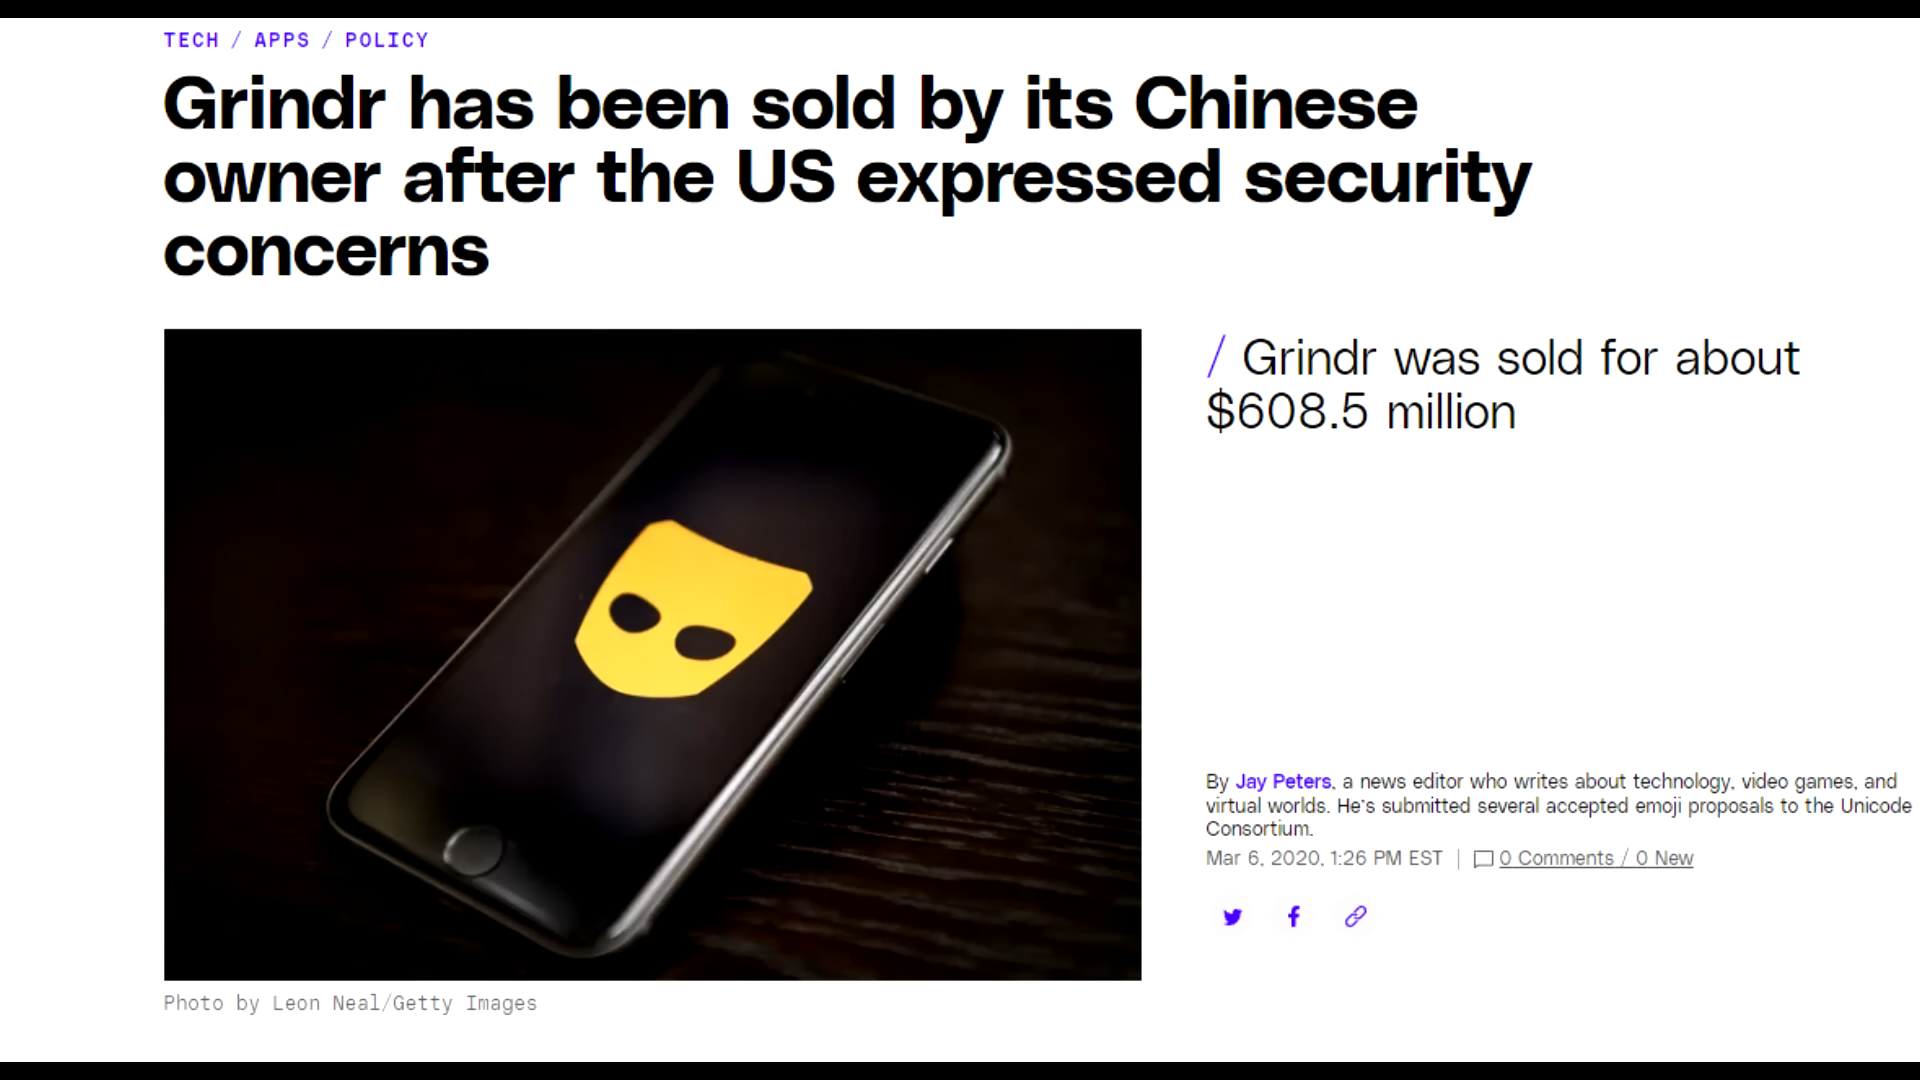 TECH / APPS / POLICY
Grindr has been sold by its Chinese
owner after the US expressed security
concerns
/ Grindr was sold for about
$608.5 million
By Jay Peters, a news editor who writes about technology, video games, and
virtual worlds. He's submitted several accepted emoji proposals to the Unicode
Consortium.
Mar 6, 2020, 1:26 PM EST | 0 Comments / 0 New
Photo by Leon Neal/Getty Images